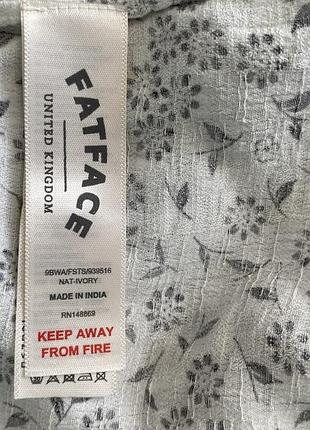 FATFACE
UNITED KINGDOM
9BWA/FSTS/939516
NAT-IVORY
MADE IN INDIA
RN148869
KEEP AWAY
FROM FIRE